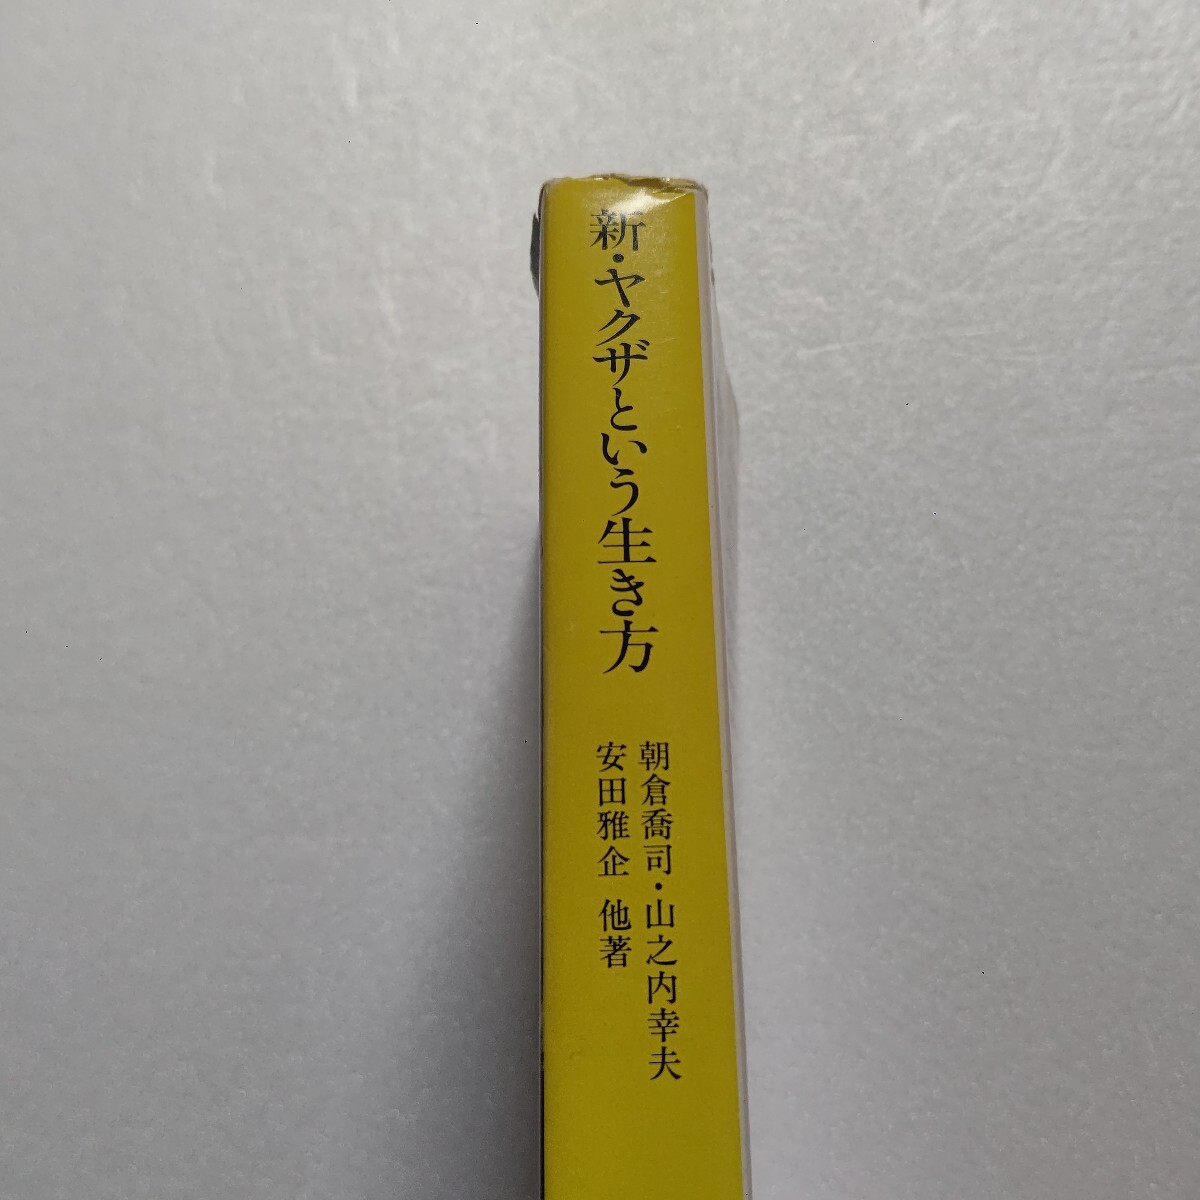 新・ヤクザという生き方
朝倉喬司・山之内幸夫
安田雅企 他著